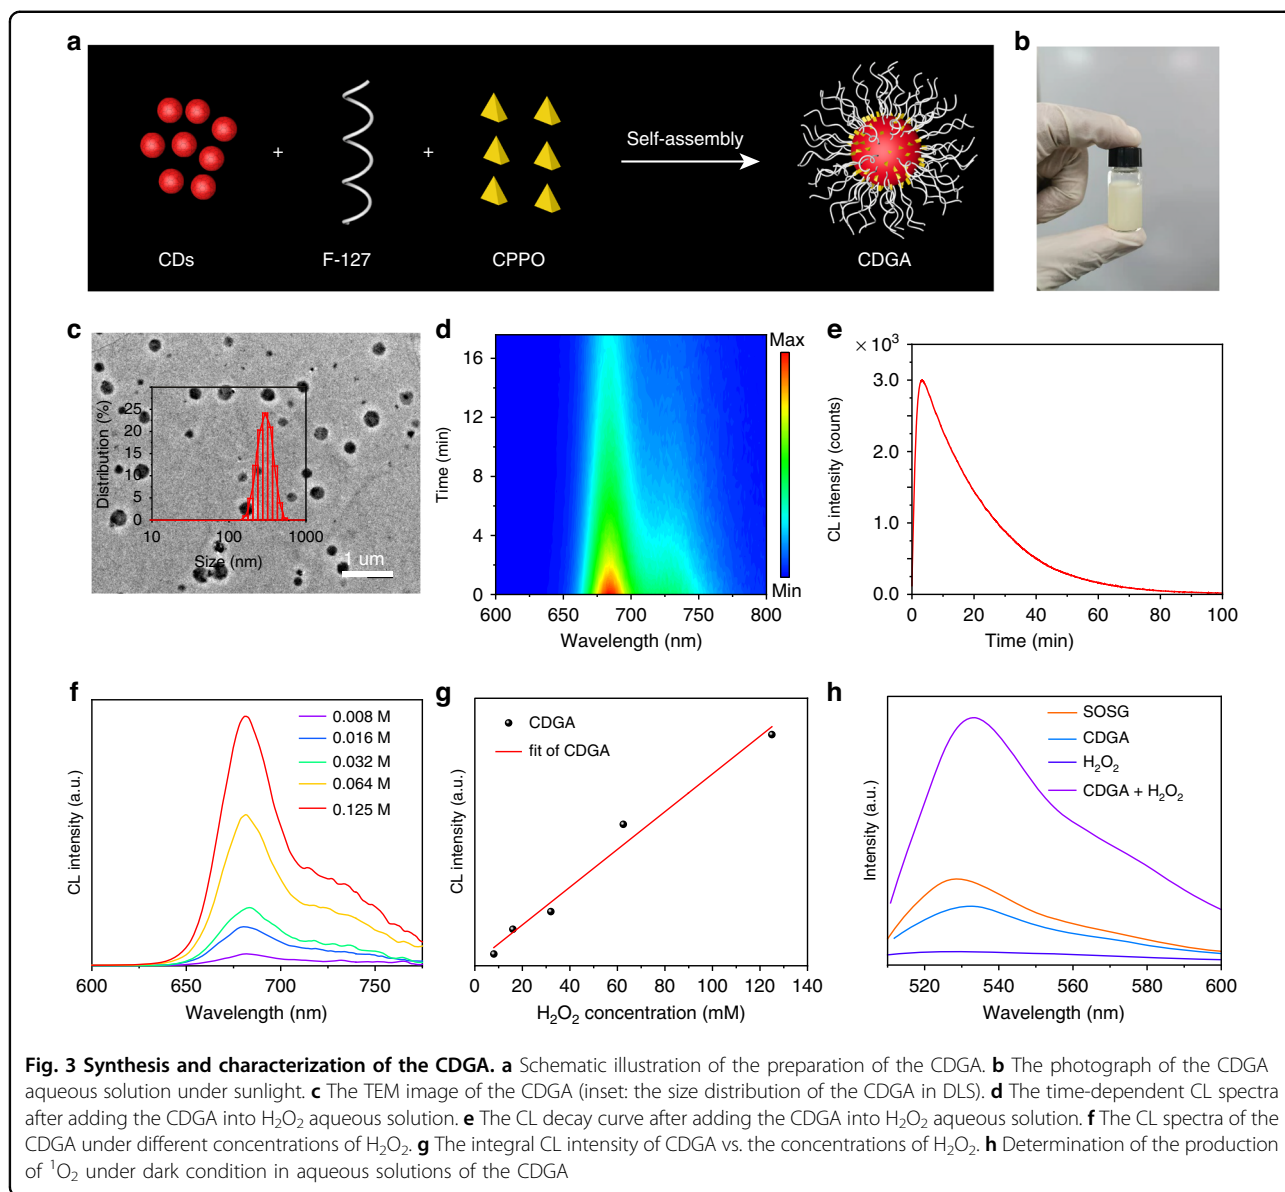 a
CDs
+
F-127
+
CPPO
Self-assembly
CDGA
b
c
Distribution (%)
25
20
15
10
5
0
10
100
1000
Size (nm)
1 um
d
Time (min)
16
12
8
4
0
600
650
700
750
800
Wavelength (nm)
Max
Min
e
× 10³
CL intensity (counts)
3.0
2.0
1.0
0.0
0
20
40
60
80
100
Time (min)
f
CL intensity (a.u.)
0.008 M
0.016 M
0.032 M
0.064 M
0.125 M
600
650
700
750
Wavelength (nm)
g
CL intensity (a.u.)
CDGA
fit of CDGA
0
20
40
60
80
100
120
140
H₂O₂ concentration (mM)
h
Intensity (a.u.)
SOSG
CDGA
H₂O₂
CDGA + H₂O₂
520
540
560
580
600
Wavelength (nm)
Fig. 3 Synthesis and characterization of the CDGA. a Schematic illustration of the preparation of the CDGA. b The photograph of the CDGA
aqueous solution under sunlight. c The TEM image of the CDGA (inset: the size distribution of the CDGA in DLS). d The time-dependent CL spectra
after adding the CDGA into H₂O₂ aqueous solution. e The CL decay curve after adding the CDGA into H₂O₂ aqueous solution. f The CL spectra of the
CDGA under different concentrations of H₂O₂. g The integral CL intensity of CDGA vs. the concentrations of H₂O₂. h Determination of the production
of ¹O₂ under dark condition in aqueous solutions of the CDGA